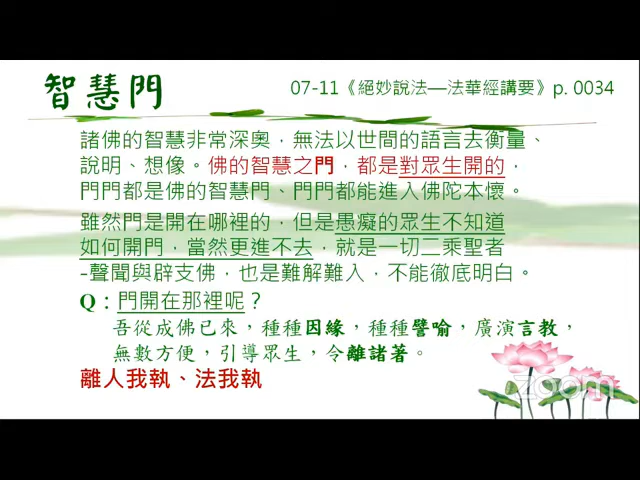 智慧門
07-11《絕妙說法—法華經講要》p. 0034
諸佛的智慧非常深奧，無法以世間的語言去衡量、
說明、想像。佛的智慧之門，都是對眾生開的，
門門都是佛的智慧門、門門都能進入佛陀本懷。
雖然門是開在哪裡的，但是愚癡的眾生不知道
如何開門，當然更進不去，就是一切二乘聖者
-聲聞與辟支佛，也是難解難入，不能徹底明白。
Q：門開在那裡呢？
吾從成佛已來，種種因緣，種種譬喻，廣演言教，
無數方便，引導眾生，令離諸著。
離人我執、法我執
zoom